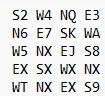 S2 W4 NQ E3
N6 E7 SK WA
W5 NX EJ S8
EX SX WX NX
WT NX EX S9